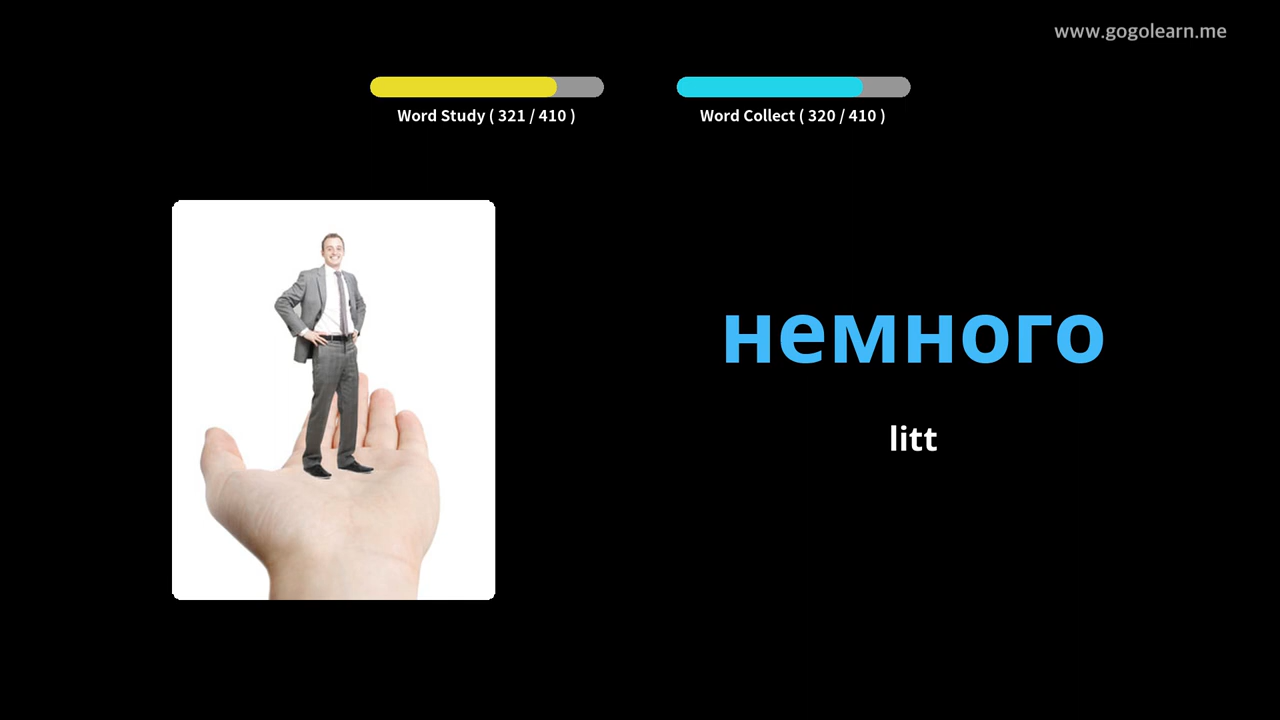 www.gogolearn.me
Word Study ( 321 / 410 )
Word Collect ( 320 / 410 )
немного
litt